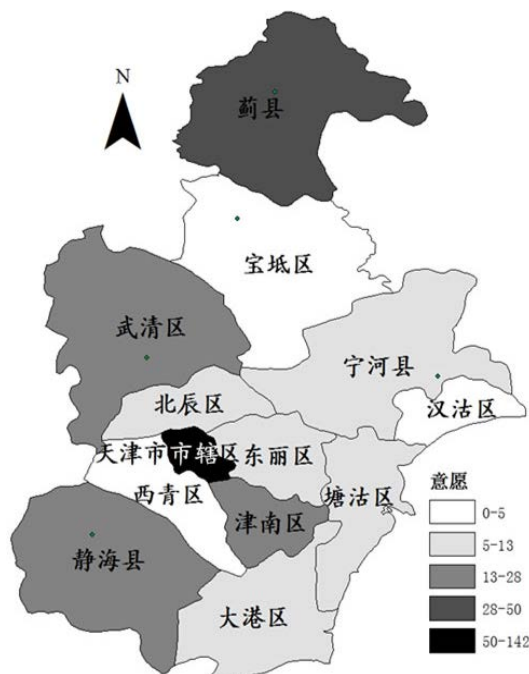 N
蓟县
宝坻区
武清区
宁河县
北辰区
汉沽区
天津市市辖区
东丽区
西青区
塘沽区
津南区
静海县
大港区
意愿
0-5
5-13
13-28
28-50
50-142